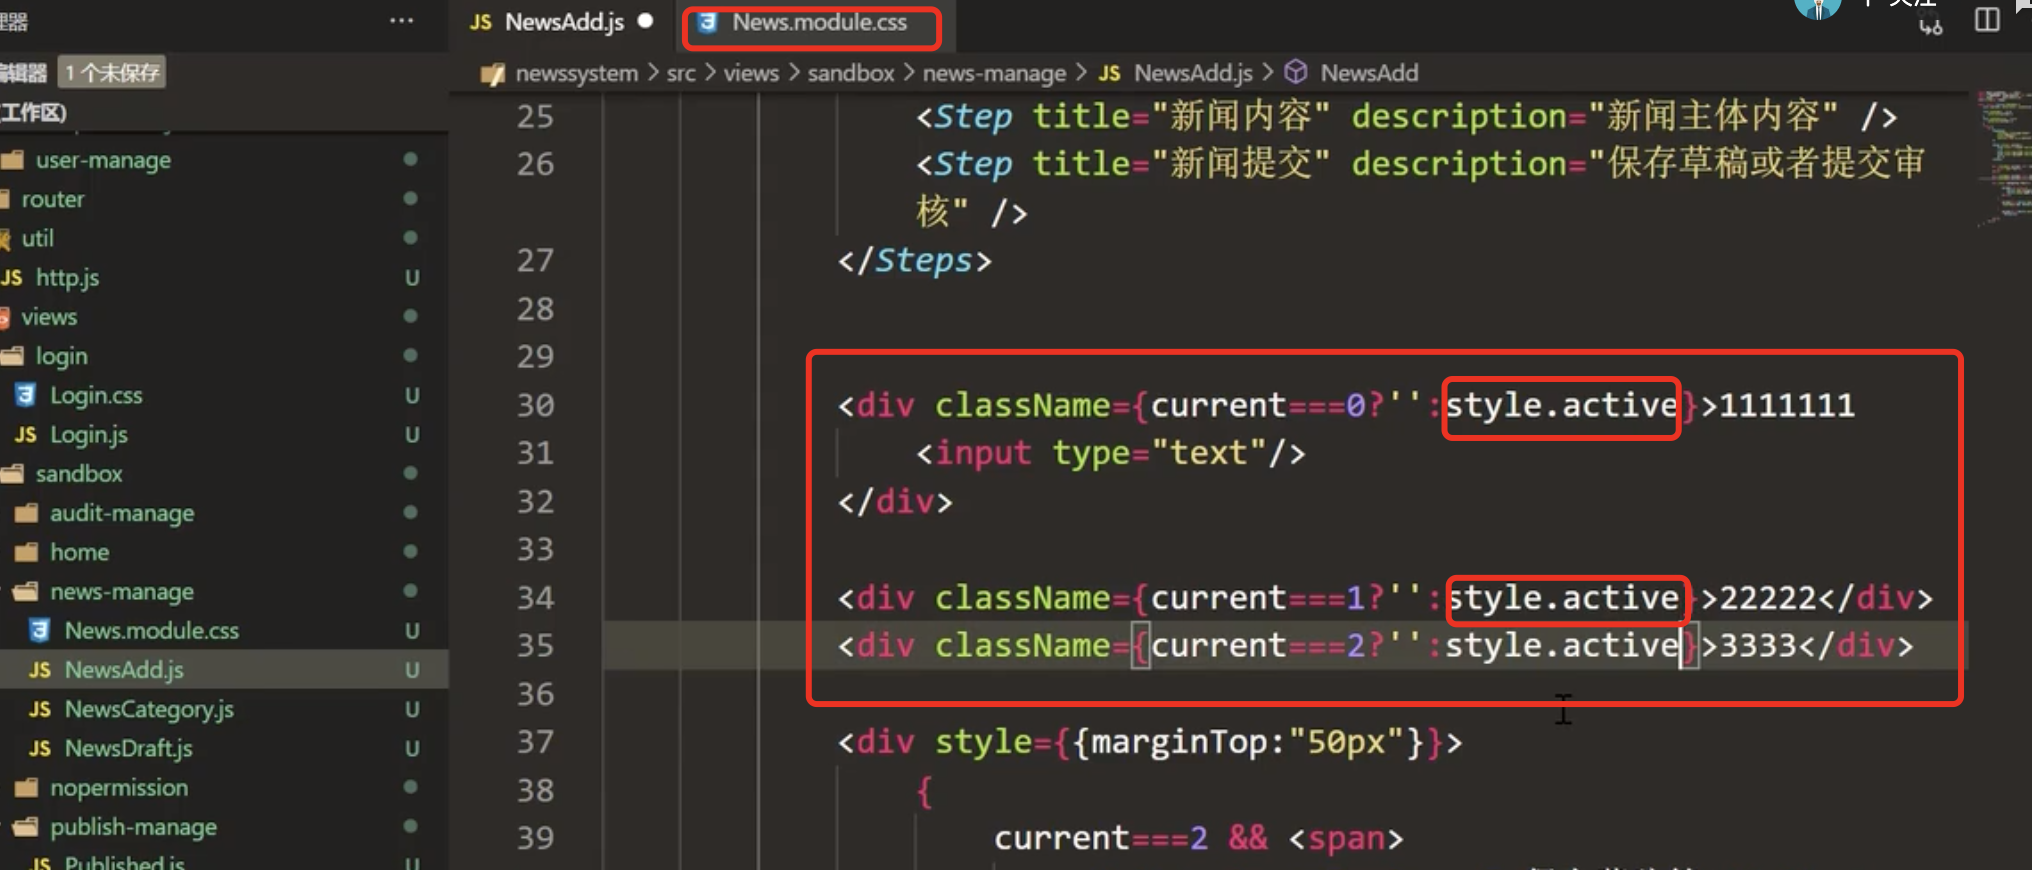 理器 ···
编辑器 1 个未保存
工作区)
user-manage
router
util
JS http.js U
views
login
Login.css U
JS Login.js U
sandbox
audit-manage
home
news-manage
News.module.css U
JS NewsAdd.js U
JS NewsCategory.js U
JS NewsDraft.js U
nopermission
publish-manage
JS Published.js U
JS NewsAdd.js ● News.module.css
newssystem > src > views > sandbox > news-manage > JS NewsAdd.js > NewsAdd
25 <Step title="新闻内容" description="新闻主体内容" />
26 <Step title="新闻提交" description="保存草稿或者提交审
核" />
27 </Steps>
28
29
30 <div className={current===0?'':style.active}>1111111
31 <input type="text"/>
32 </div>
33
34 <div className={current===1?'':style.active}>22222</div>
35 <div className={current===2?'':style.active}>3333</div>
36
37 <div style={{marginTop:"50px"}}>
38 {
39 current===2 && <span>